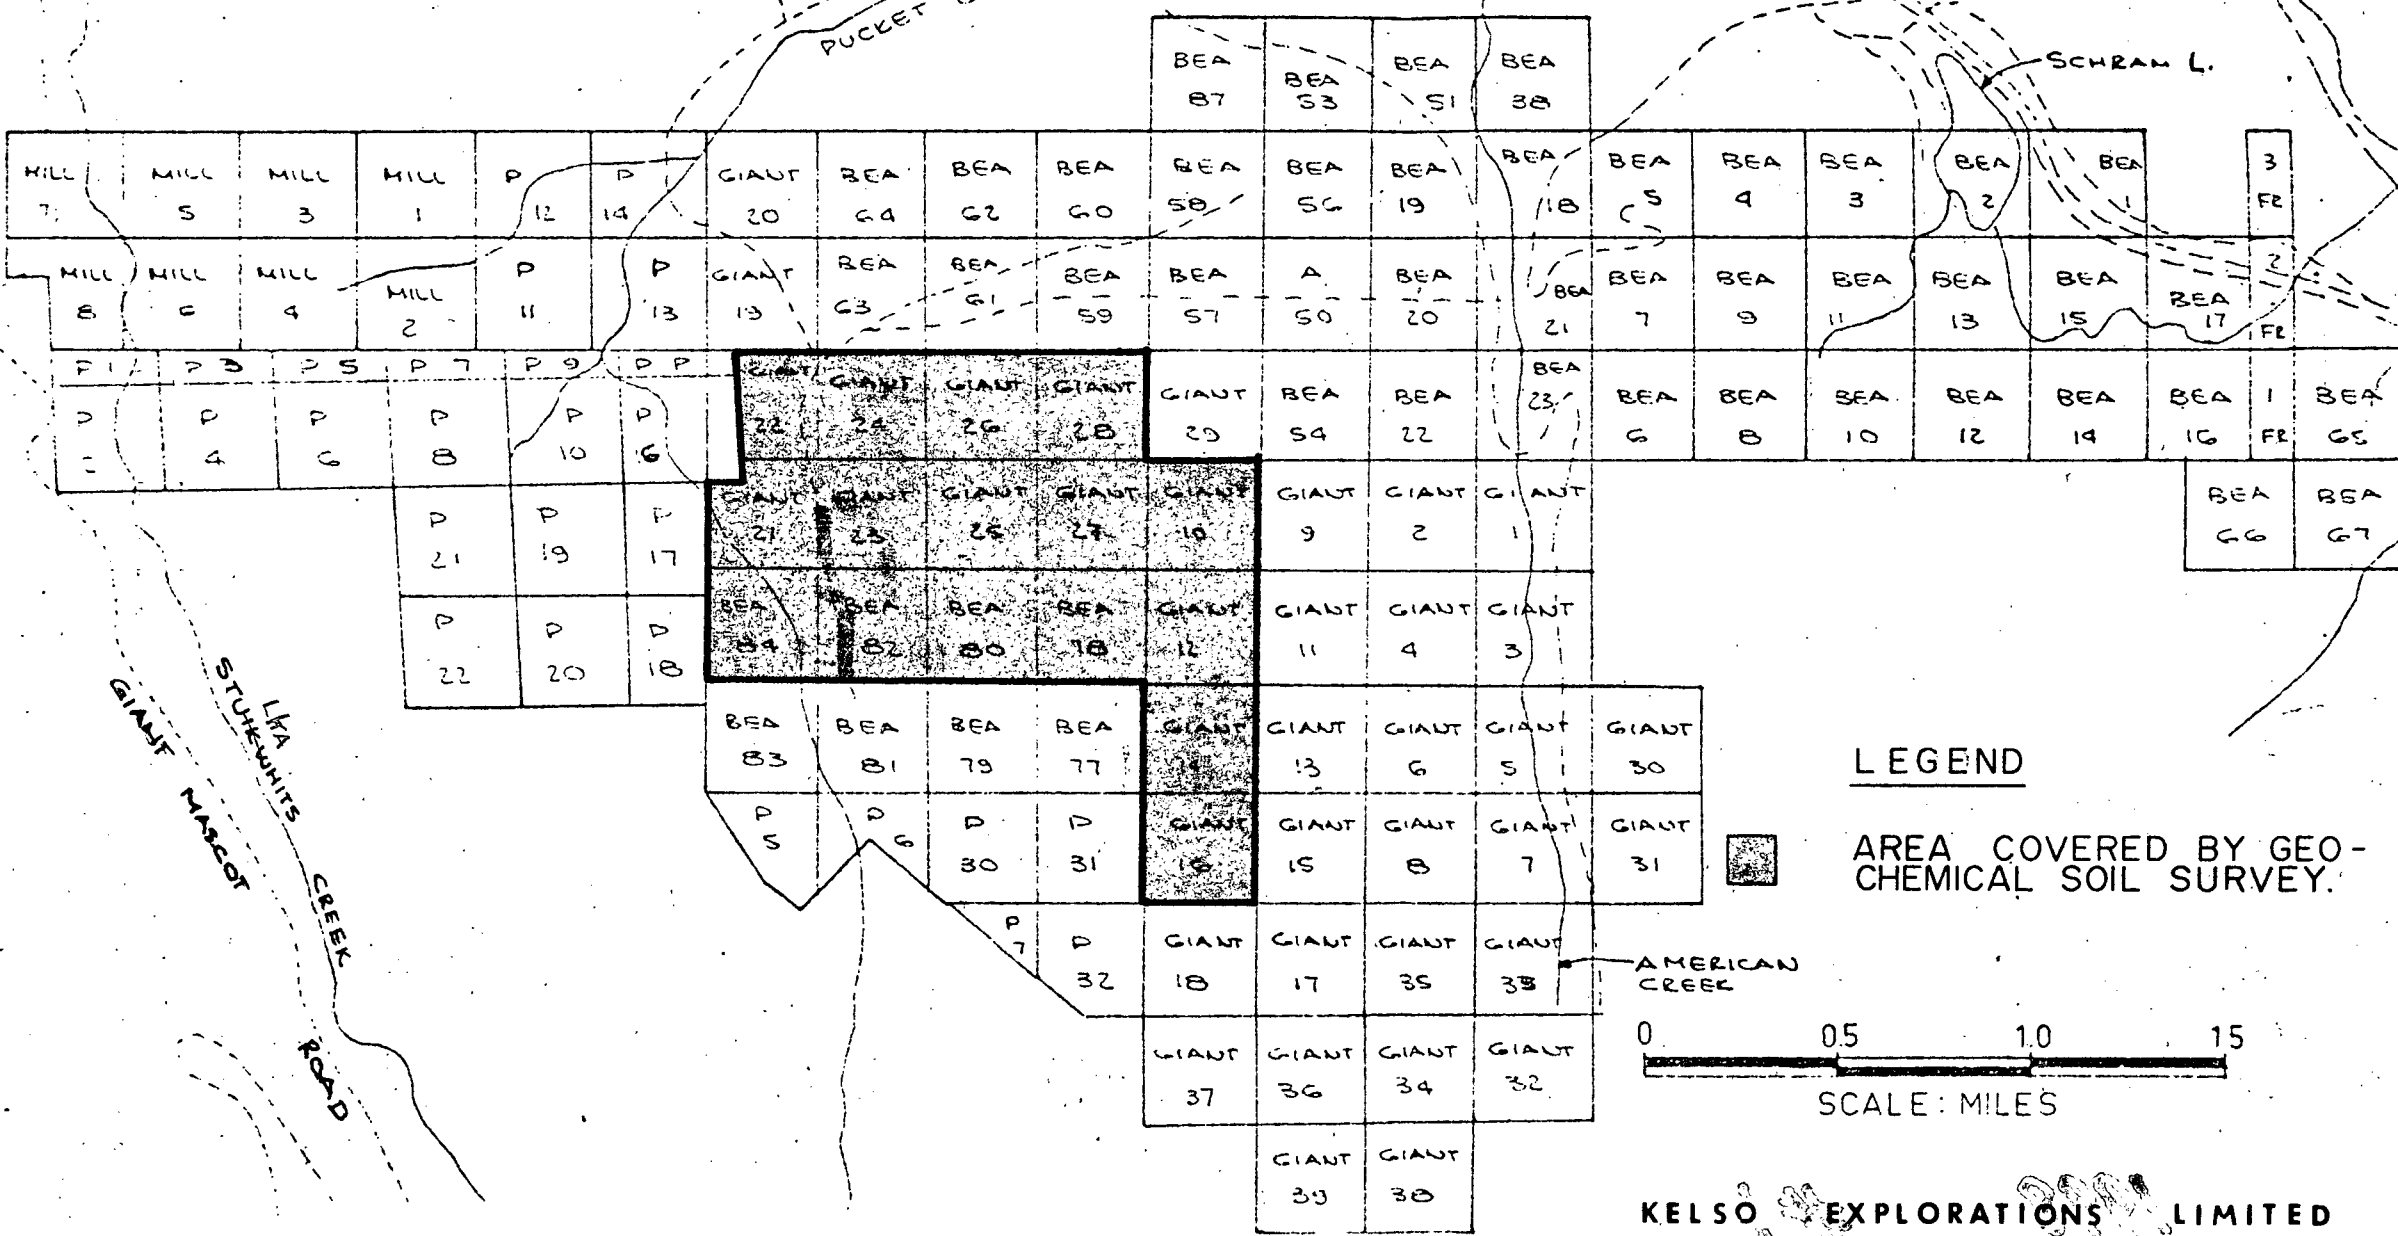 PUCKET
BEA BEA BEA BEA
87 53 51 38
SCHRAM L.
MILL MILL MILL MILL P P GIANT BEA BEA BEA BEA BEA BEA BEA BEA BEA BEA BEA BEA 3
7 5 3 1 12 14 20 64 62 60 58 56 19 18 5 4 3 2 1 FR
MILL MILL MILL MILL P P GIANT BEA BEA BEA BEA A BEA BEA BEA BEA BEA BEA BEA BEA 2
8 6 4 2 11 13 19 63 61 59 57 50 20 21 7 9 11 13 15 17 FR
P 1 P 3 P 5 P 7 P 9 P P
P P P P P P GIANT GIANT GIANT GIANT GIANT BEA BEA BEA BEA BEA BEA BEA BEA BEA 1 BEA
4 6 8 10 16 22 24 26 28 29 54 22 23 6 8 10 12 14 16 FR 65
P P P GIANT GIANT GIANT GIANT GIANT GIANT GIANT GIANT BEA BEA
21 19 17 21 23 25 27 10 9 2 1 66 67
P P P BEA BEA BEA BEA GIANT GIANT GIANT GIANT
22 20 18 84 82 80 78 12 11 4 3
BEA BEA BEA BEA GIANT GIANT GIANT GIANT GIANT
83 81 79 77 14 13 6 5 30
P P P P GIANT GIANT GIANT GIANT GIANT
5 6 30 31 16 15 8 7 31
P P GIANT GIANT GIANT GIANT
7 32 18 17 35 33
GIANT GIANT GIANT GIANT
37 36 34 32
GIANT GIANT
39 38
STUKEWHITS CREEK
GIANT MASCOT ROAD
AMERICAN
CREEK
LEGEND
AREA COVERED BY GEO-
CHEMICAL SOIL SURVEY.
0 0.5 1.0 1.5
SCALE: MILES
KELSO EXPLORATIONS LIMITED